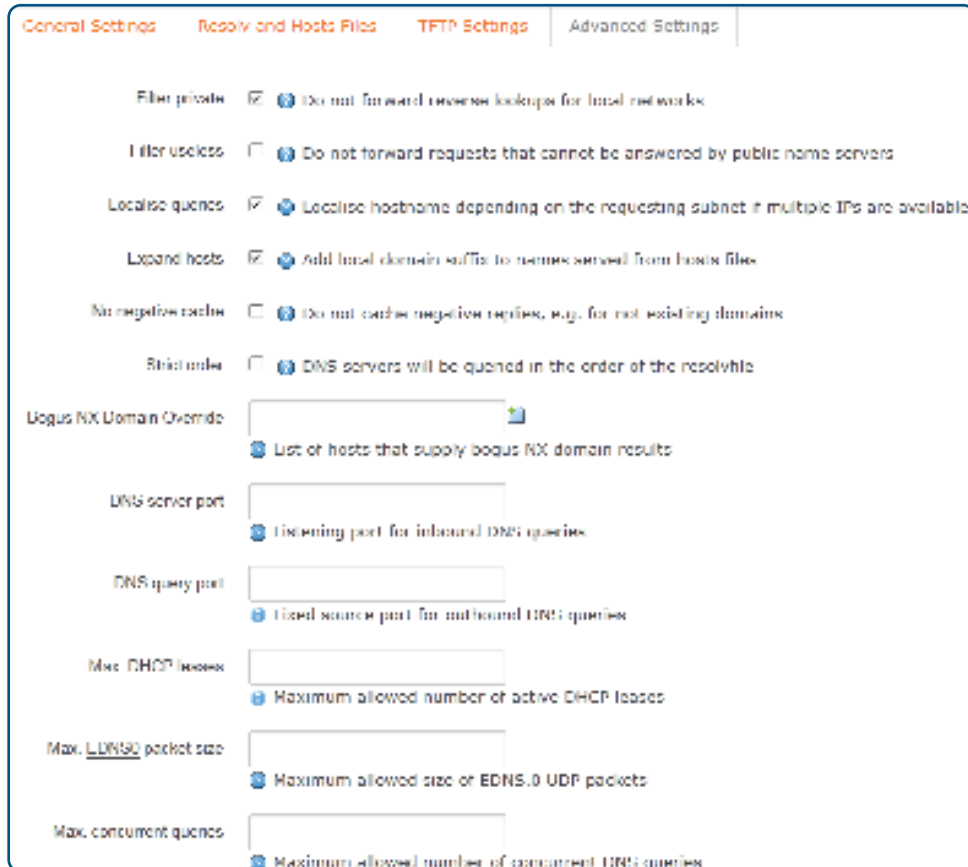 General Settings Resolv and Hosts Files TFTP Settings Advanced Settings
Filter private Do not forward reverse lookups for local networks
Filter useless Do not forward requests that cannot be answered by public name servers
Localise queries Localise hostname depending on the requesting subnet if multiple IPs are available
Expand hosts Add local domain suffix to names served from hosts files
No negative cache Do not cache negative replies, e.g. for not existing domains
Strict order DNS servers will be queried in the order of the resolvfile
Bogus NX Domain Override
List of hosts that supply bogus NX domain results
DNS server port
Listening port for inbound DNS queries
DNS query port
Fixed source port for outbound DNS queries
Max. DHCP leases
Maximum allowed number of active DHCP leases
Max. EDNS0 packet size
Maximum allowed size of EDNS.0 UDP packets
Max. concurrent queries
Maximum allowed number of concurrent DNS queries